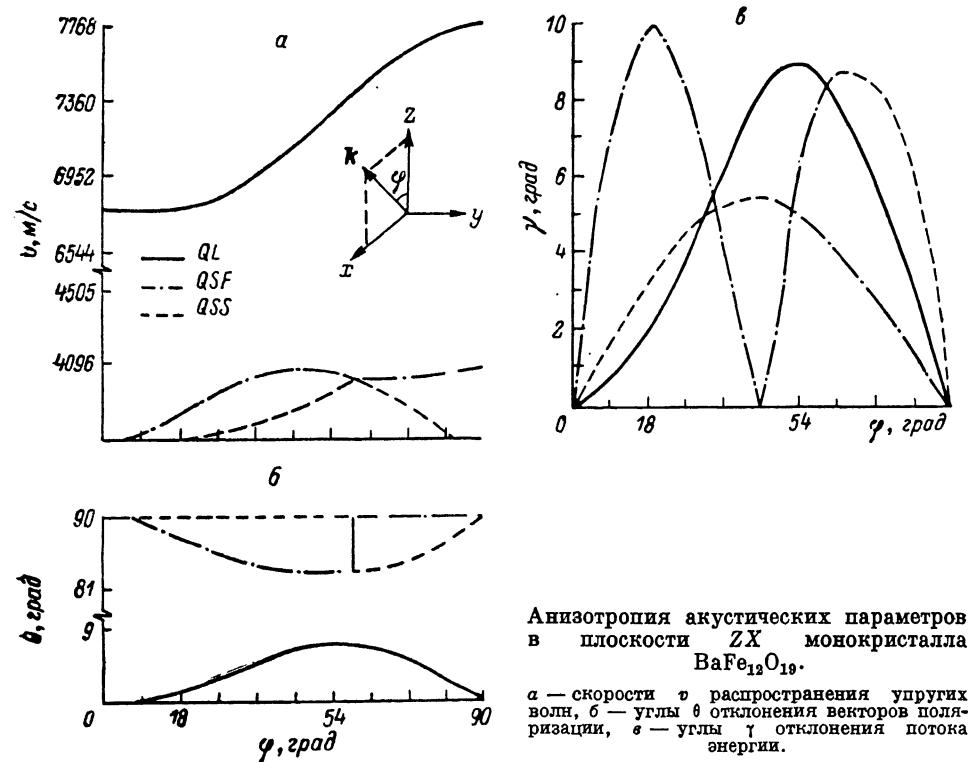 а
7768
7360
6952
6544
4505
4096
υ, м/с
QL
QSF
QSS
z
k
φ
y
x
б
90
81
9
0
18
54
90
θ, град
φ, град
в
10
8
6
4
2
0
18
54
γ, град
φ, град
Анизотропия акустических параметров
в плоскости ZX монокристалла
BaFe₁₂O₁₉.
а — скорости v распространения упругих
волн, б — углы θ отклонения векторов поля-
ризации, в — углы γ отклонения потока
энергии.